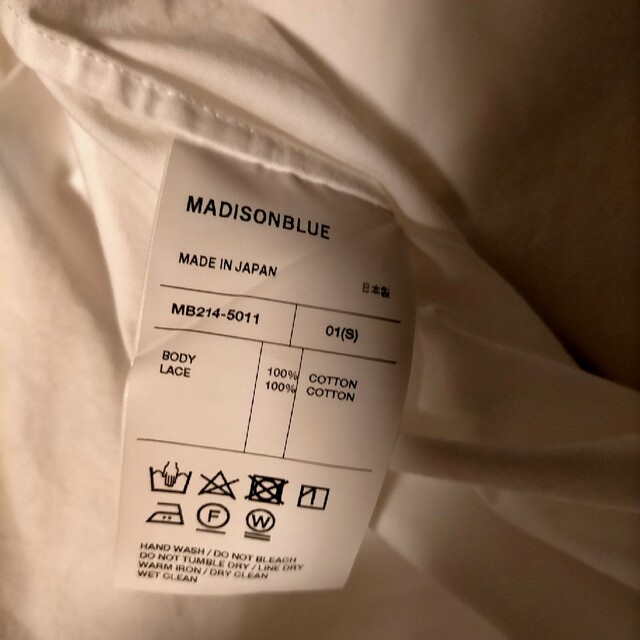 MADISONBLUE
MADE IN JAPAN
日本製
MB214-5011 01(S)
BODY 100% COTTON
LACE 100% COTTON
F W
HAND WASH / DO NOT BLEACH
DO NOT TUMBLE DRY / LINE DRY
WARM IRON / DRY CLEAN
WET CLEAN